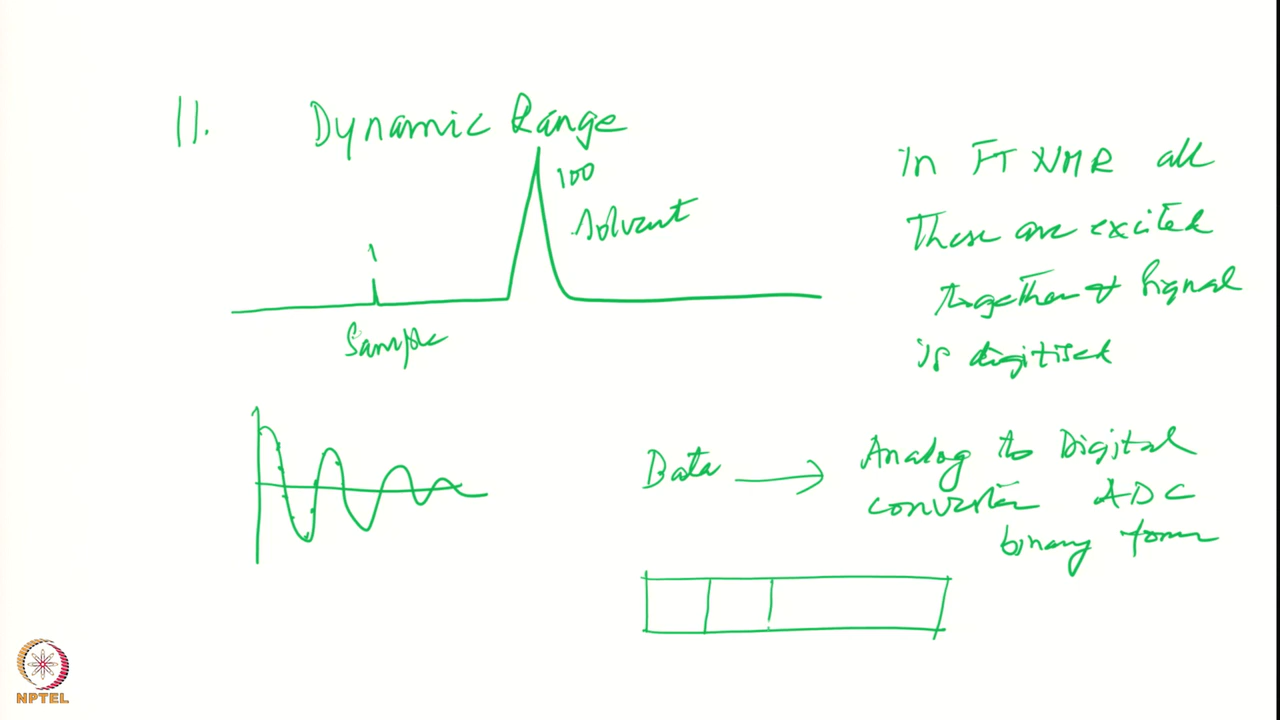 11. Dynamic Range
1
100
Solvent
Sample
In FT NMR all
These are excited
together & Signal
is digitised
Data → Analog to Digital
converter ADC
binary form
NPTEL